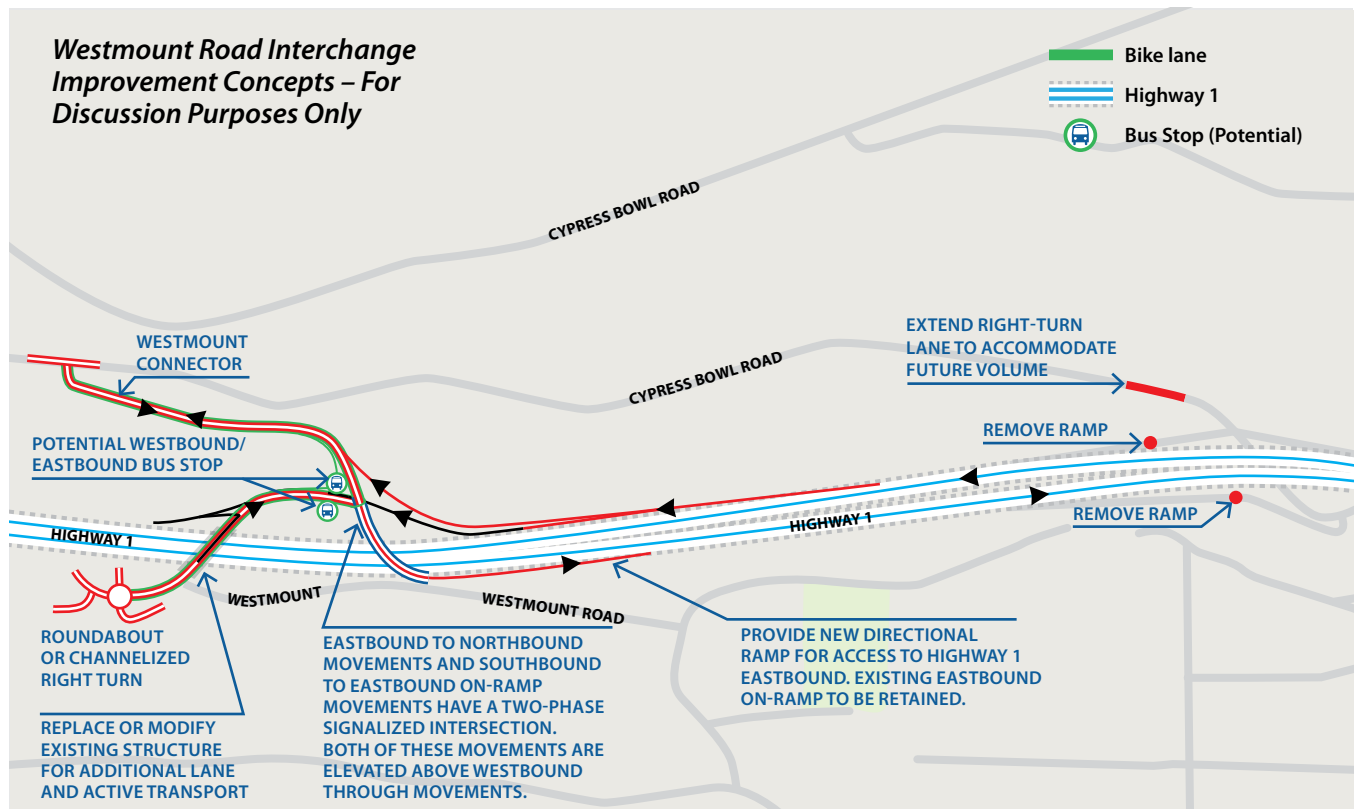 Westmount Road Interchange
Improvement Concepts – For
Discussion Purposes Only
Bike lane
Highway 1
Bus Stop (Potential)
CYPRESS BOWL ROAD
WESTMOUNT
CONNECTOR
EXTEND RIGHT-TURN
LANE TO ACCOMMODATE
FUTURE VOLUME
CYPRESS BOWL ROAD
REMOVE RAMP
POTENTIAL WESTBOUND/
EASTBOUND BUS STOP
REMOVE RAMP
HIGHWAY 1
HIGHWAY 1
WESTMOUNT
WESTMOUNT ROAD
ROUNDABOUT
OR CHANNELIZED
RIGHT TURN
REPLACE OR MODIFY
EXISTING STRUCTURE
FOR ADDITIONAL LANE
AND ACTIVE TRANSPORT
EASTBOUND TO NORTHBOUND
MOVEMENTS AND SOUTHBOUND
TO EASTBOUND ON-RAMP
MOVEMENTS HAVE A TWO-PHASE
SIGNALIZED INTERSECTION.
BOTH OF THESE MOVEMENTS ARE
ELEVATED ABOVE WESTBOUND
THROUGH MOVEMENTS.
PROVIDE NEW DIRECTIONAL
RAMP FOR ACCESS TO HIGHWAY 1
EASTBOUND. EXISTING EASTBOUND
ON-RAMP TO BE RETAINED.